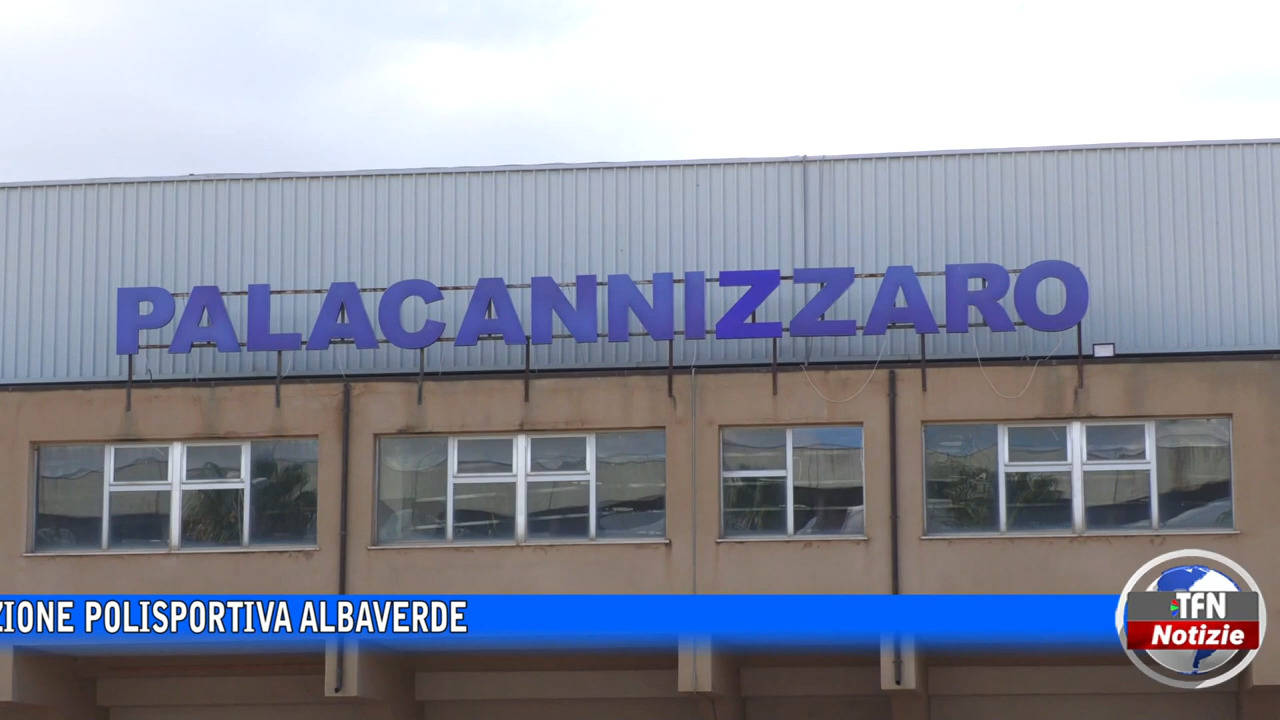 PALACANNIZZARO
ZIONE POLISPORTIVA ALBAVERDE
TFN
Notizie